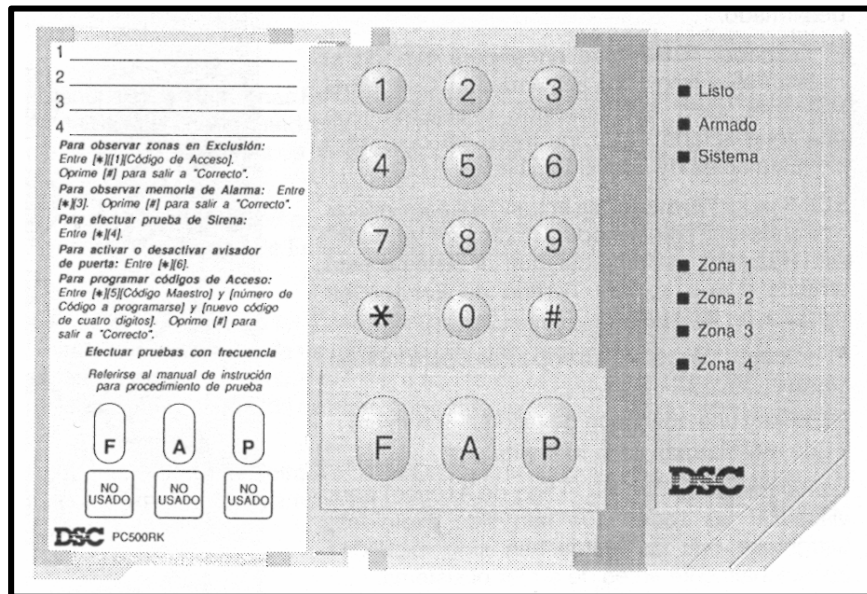 1
2
3
4
Para observar zonas en Exclusión:
Entre [*][[1][Código de Acceso].
Oprime [#] para salir a "Correcto".
Para observar memoria de Alarma: Entre
[*][3]. Oprime [#] para salir a "Correcto".
Para efectuar prueba de Sirena:
Entre [*][4].
Para activar o desactivar avisador
de puerta: Entre [*][6].
Para programar códigos de Acceso:
Entre [*][5][Código Maestro] y [número de
Código a programarse] y [nuevo código
de cuatro digitos]. Oprime [#] para
salir a "Correcto".
Efectuar pruebas con frecuencia
Referirse al manual de instrución
para procedimiento de prueba
F A P
NO USADO NO USADO NO USADO
DSC PC500RK
1 2 3
4 5 6
7 8 9
* 0 #
F A P
Listo
Armado
Sistema
Zona 1
Zona 2
Zona 3
Zona 4
DSC